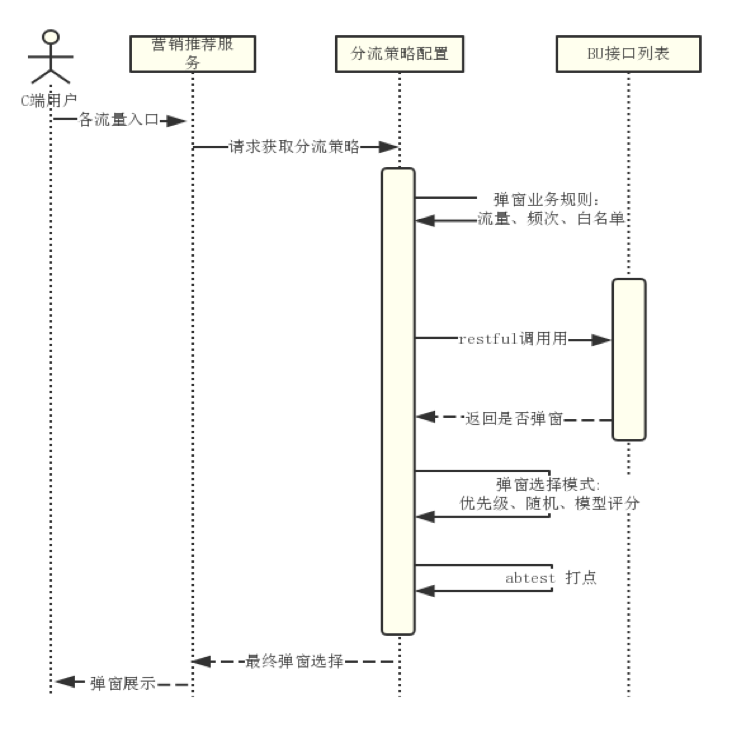 营销推荐服
务
分流策略配置
BU接口列表
C端用户
各流量入口
请求获取分流策略
弹窗业务规则:
流量、频次、白名单
restful调用用
返回是否弹窗
弹窗选择模式:
优先级、随机、模型评分
abtest 打点
最终弹窗选择
弹窗展示